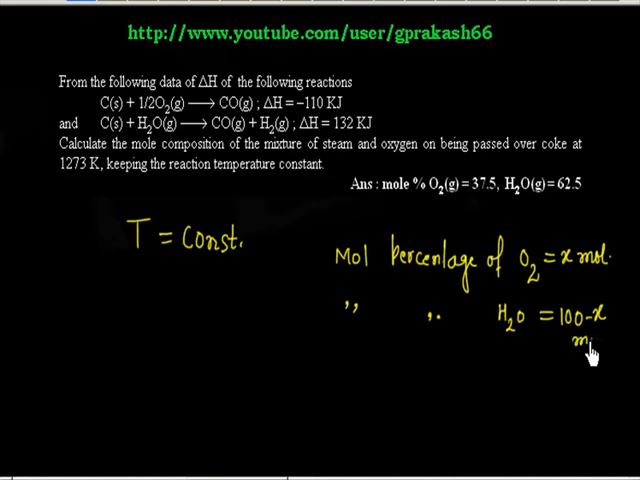 http://www.youtube.com/user/gprakash66
From the following data of ΔH of the following reactions
C(s) + 1/2O₂(g) ⟶ CO(g) ; ΔH = −110 KJ
and C(s) + H₂O(g) ⟶ CO(g) + H₂(g) ; ΔH = 132 KJ
Calculate the mole composition of the mixture of steam and oxygen on being passed over coke at
1273 K, keeping the reaction temperature constant.
Ans : mole % O₂(g) = 37.5, H₂O(g) = 62.5
T = Const.
Mol Percentage of O₂ = x mol.
,, ,, H₂O = 100-x
m